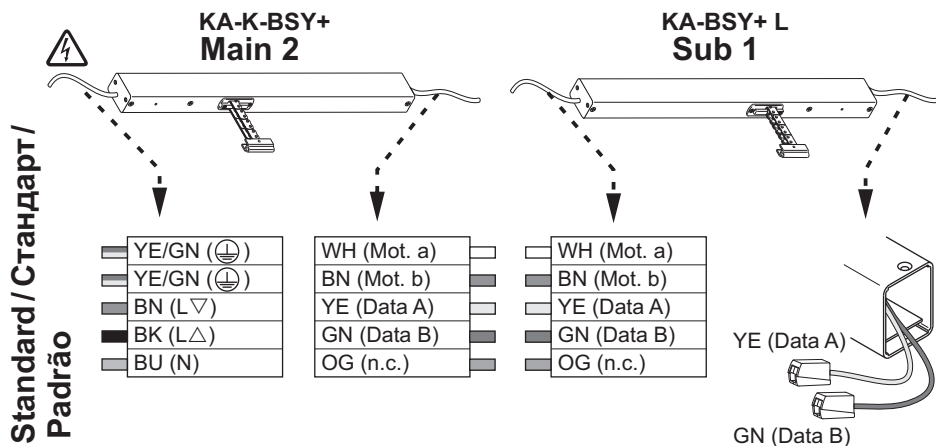 KA-K-BSY+
Main 2
KA-BSY+ L
Sub 1
Standard / Стандарт /
Padrão
YE/GN (⏚)
YE/GN (⏚)
BN (L▽)
BK (L△)
BU (N)
WH (Mot. a)
BN (Mot. b)
YE (Data A)
GN (Data B)
OG (n.c.)
WH (Mot. a)
BN (Mot. b)
YE (Data A)
GN (Data B)
OG (n.c.)
YE (Data A)
GN (Data B)